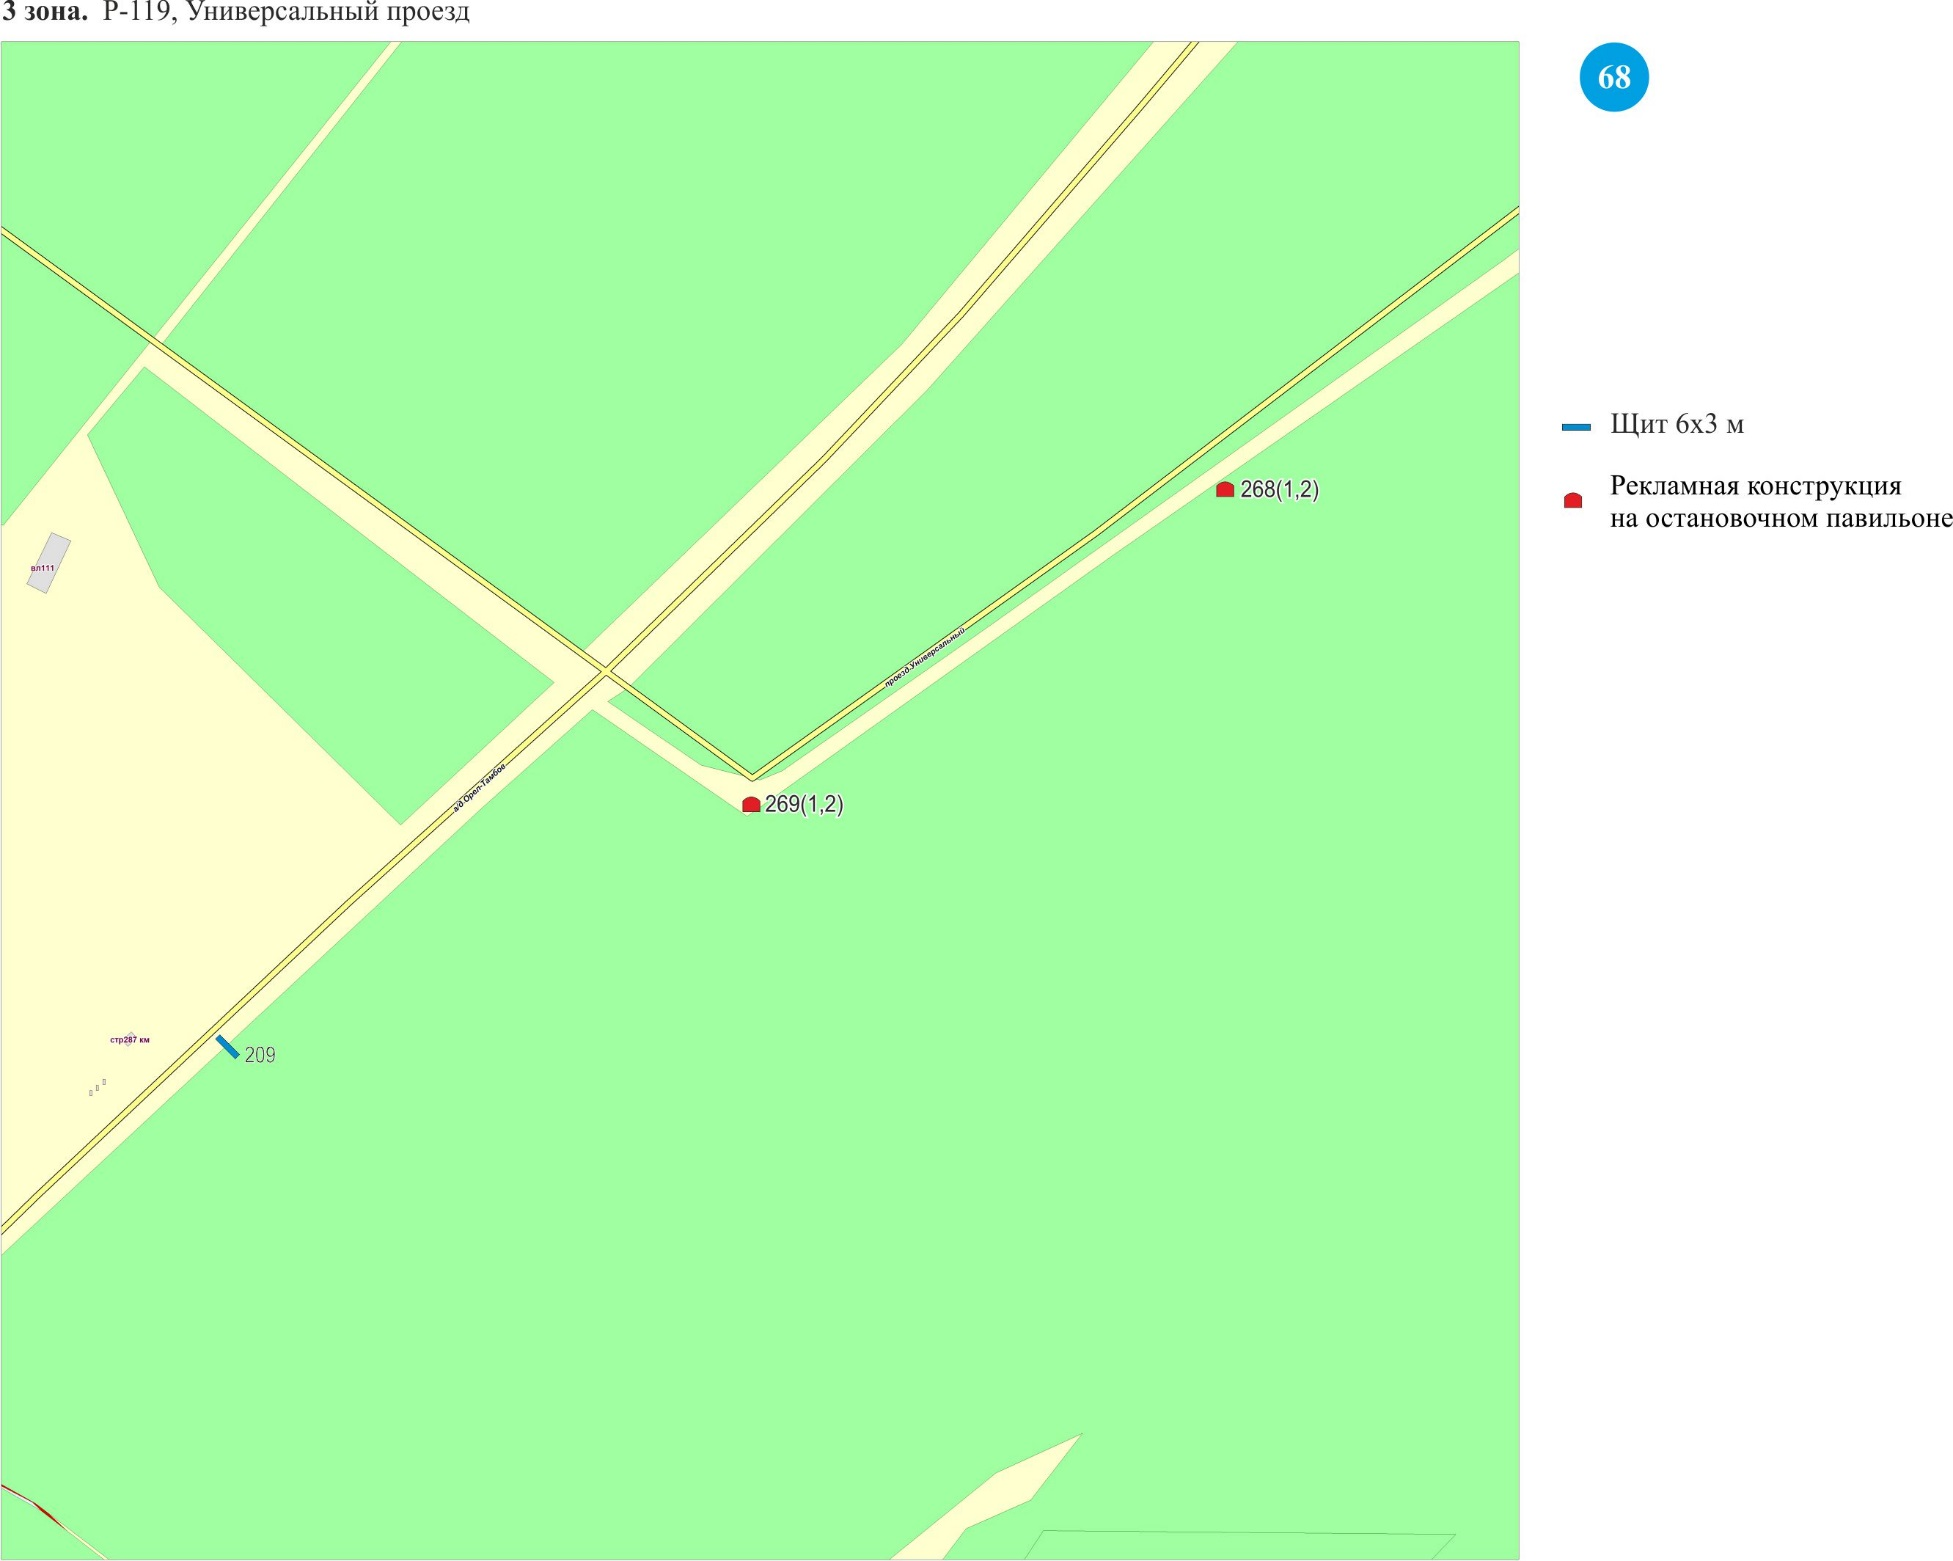 3 зона. Р-119, Универсальный проезд
68
Щит 6х3 м
Рекламная конструкция
на остановочном павильоне
268(1,2)
вл111
проезд.Универсальный
а/д.Орел-Тамбов
269(1,2)
стр287 км
209